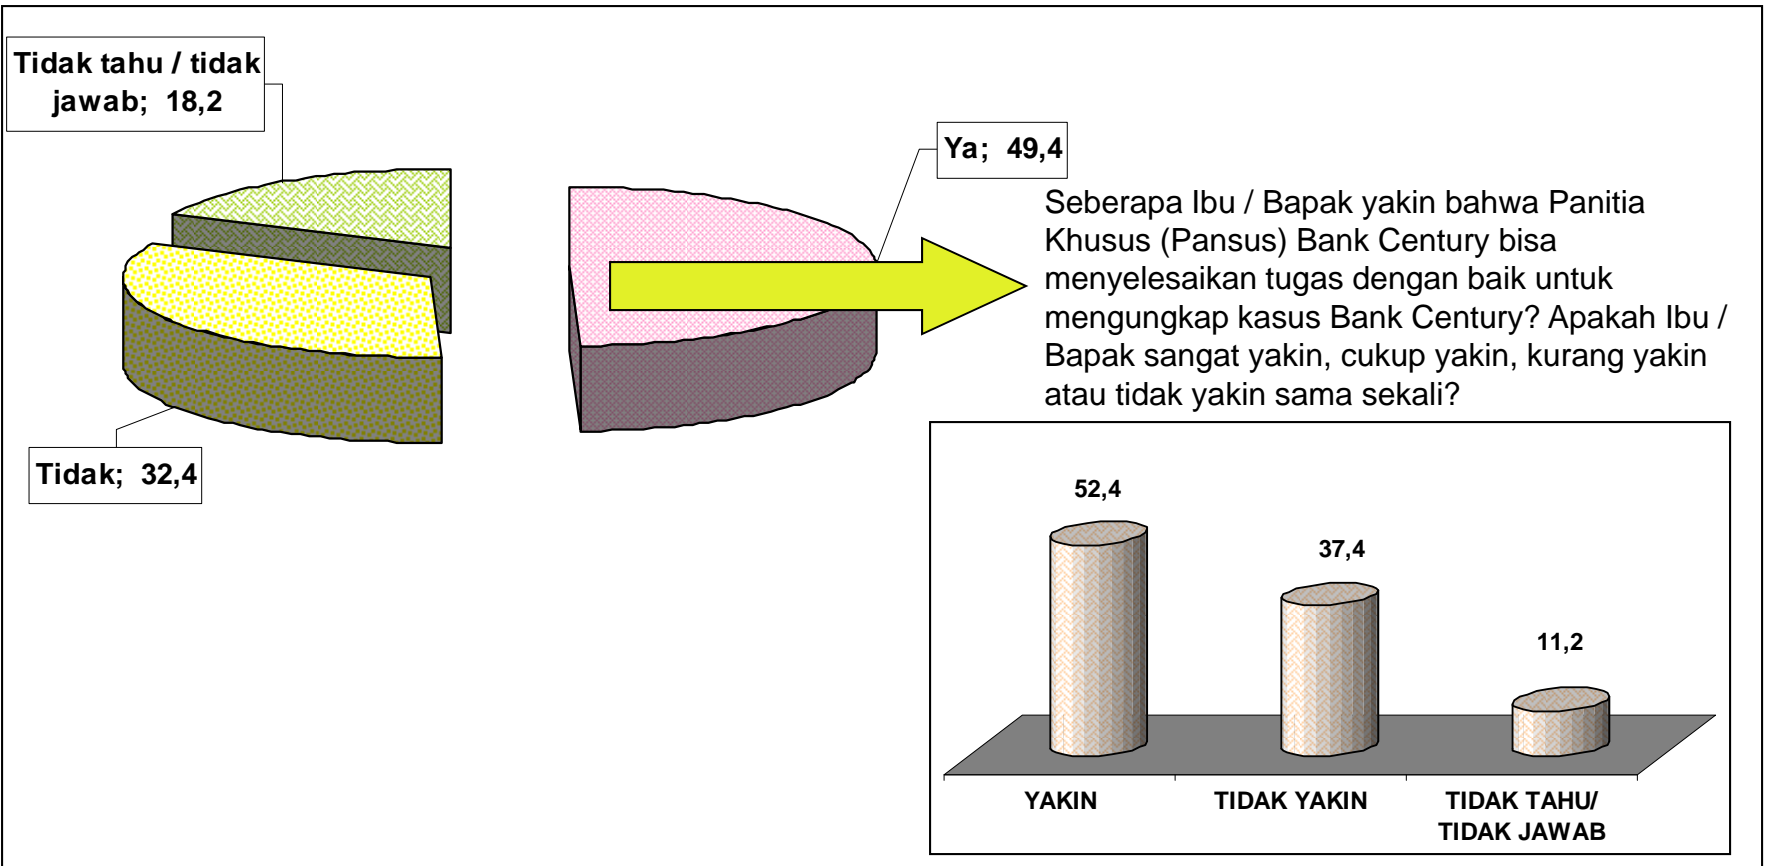 Tidak tahu / tidak
jawab; 18,2
Ya; 49,4
Tidak; 32,4
Seberapa Ibu / Bapak yakin bahwa Panitia
Khusus (Pansus) Bank Century bisa
menyelesaikan tugas dengan baik untuk
mengungkap kasus Bank Century? Apakah Ibu /
Bapak sangat yakin, cukup yakin, kurang yakin
atau tidak yakin sama sekali?
52,4
37,4
11,2
YAKIN
TIDAK YAKIN
TIDAK TAHU/
TIDAK JAWAB